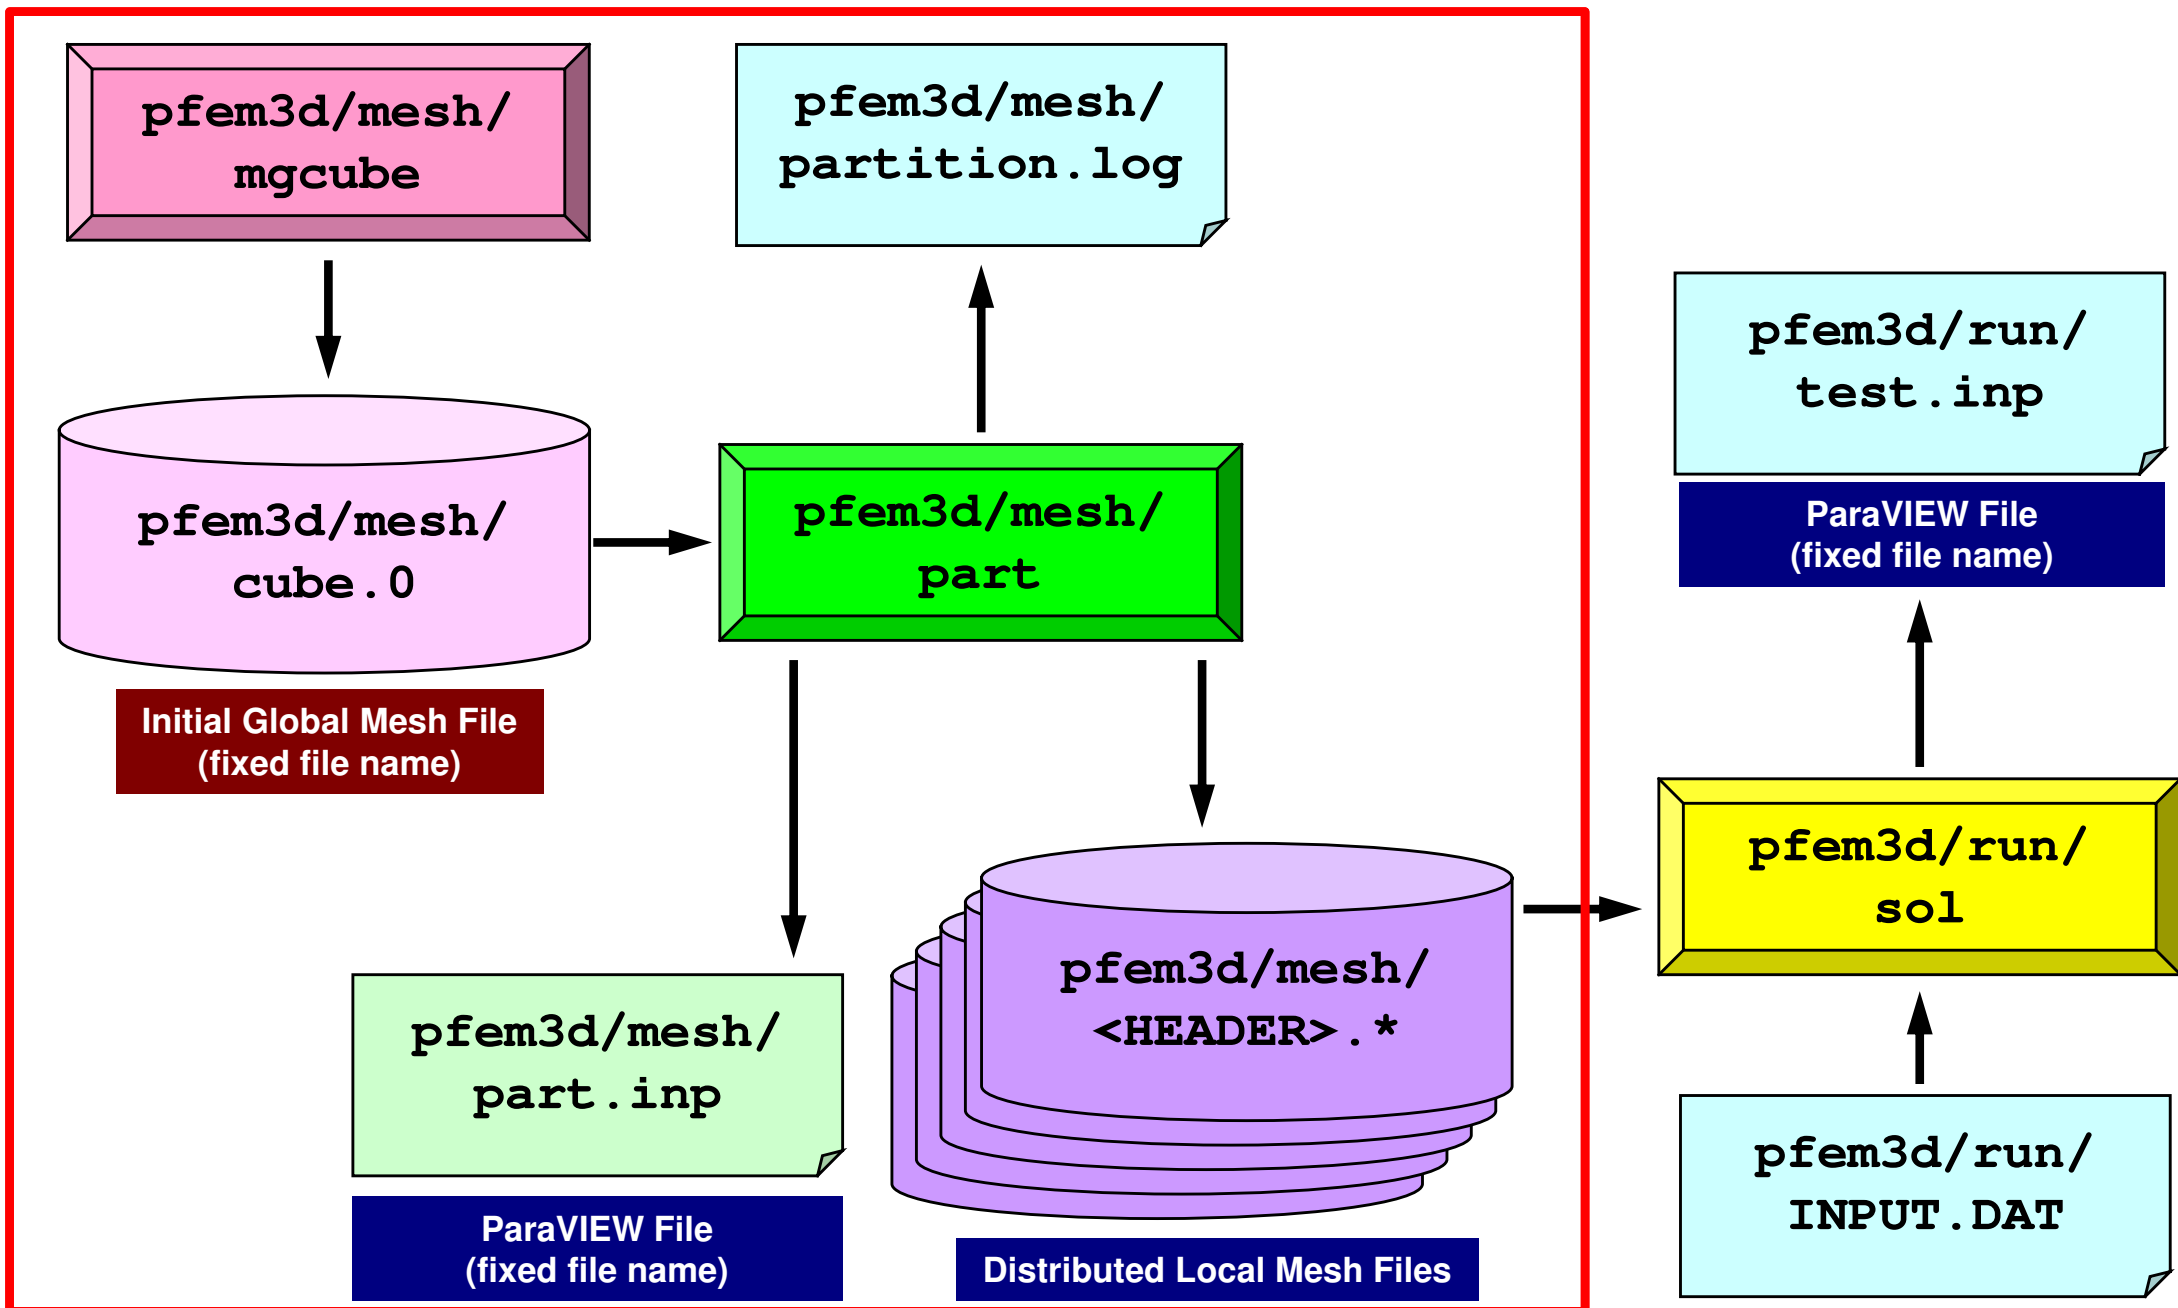 pfem3d/mesh/
mgcube
pfem3d/mesh/
partition.log
pfem3d/run/
test.inp
ParaVIEW File
(fixed file name)
pfem3d/mesh/
cube.0
Initial Global Mesh File
(fixed file name)
pfem3d/mesh/
part
pfem3d/run/
sol
pfem3d/mesh/
part.inp
ParaVIEW File
(fixed file name)
pfem3d/mesh/
<HEADER>.*
Distributed Local Mesh Files
pfem3d/run/
INPUT.DAT